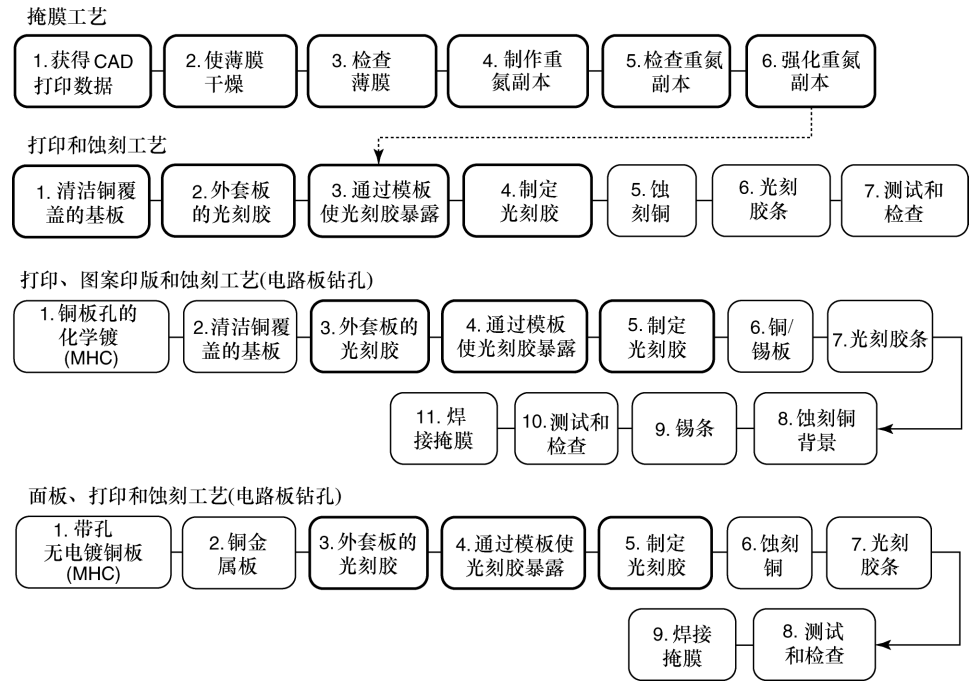 掩膜工艺
1.获得CAD
打印数据
2.使薄膜
干燥
3.检查
薄膜
4.制作重
氮副本
5.检查重氮
副本
6.强化重氮
副本
打印和蚀刻工艺
1.清洁铜覆
盖的基板
2.外套板
的光刻胶
3.通过模板
使光刻胶暴露
4.制定
光刻胶
5.蚀
刻铜
6.光刻
胶条
7.测试和
检查
打印、图案印版和蚀刻工艺(电路板钻孔)
1.铜板孔的
化学镀
(MHC)
2.清洁铜覆
盖的基板
3.外套板的
光刻胶
4.通过模板
使光刻胶暴露
5.制定
光刻胶
6.铜/
锡板
7.光刻胶条
8.蚀刻铜
背景
9.锡条
10.测试和
检查
11.焊
接掩膜
面板、打印和蚀刻工艺(电路板钻孔)
1.带孔
无电镀铜板
(MHC)
2.铜金
属板
3.外套板的
光刻胶
4.通过模板使
光刻胶暴露
5.制定
光刻胶
6.蚀刻
铜
7.光刻
胶条
8.测试
和检查
9.焊接
掩膜